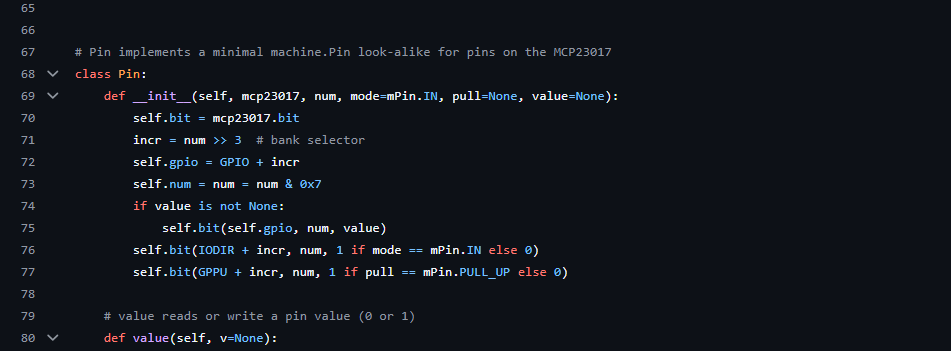 65
66
67 # Pin implements a minimal machine.Pin look-alike for pins on the MCP23017
68 class Pin:
69     def __init__(self, mcp23017, num, mode=mPin.IN, pull=None, value=None):
70         self.bit = mcp23017.bit
71         incr = num >> 3  # bank selector
72         self.gpio = GPIO + incr
73         self.num = num = num & 0x7
74         if value is not None:
75             self.bit(self.gpio, num, value)
76         self.bit(IODIR + incr, num, 1 if mode == mPin.IN else 0)
77         self.bit(GPPU + incr, num, 1 if pull == mPin.PULL_UP else 0)
78
79     # value reads or write a pin value (0 or 1)
80     def value(self, v=None):